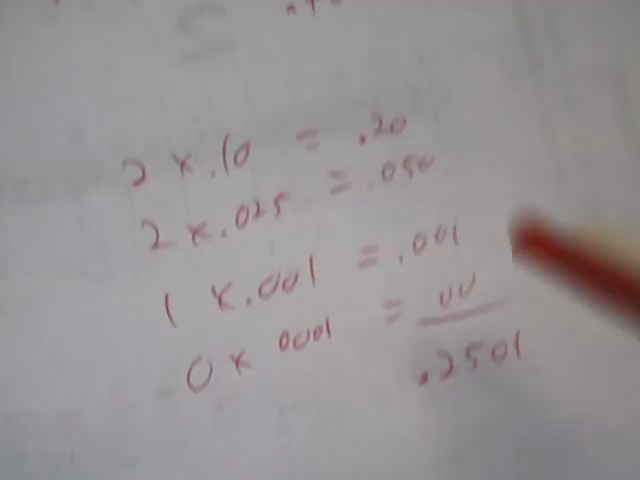 2 x .10 = .20
2 x .025 = .050
1 x .001 = .001
0 x 0001 = 00
.2501